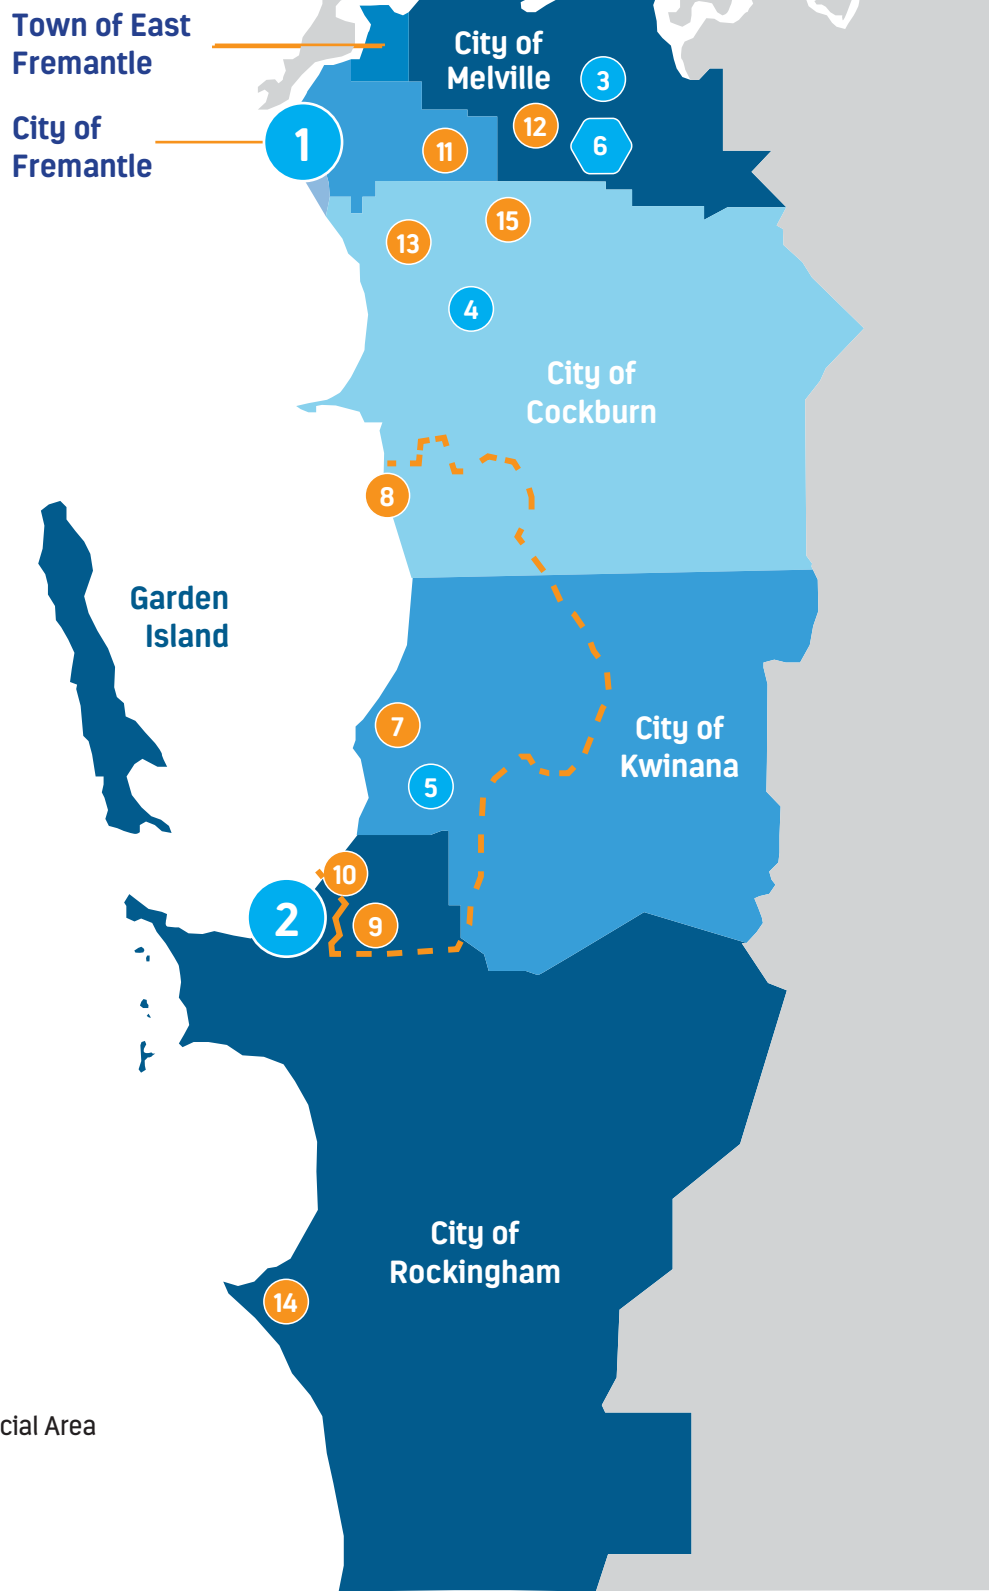 Town of East
Fremantle
City of
Fremantle
City of
Melville
3
12
6
1
11
15
13
4
City of
Cockburn
8
Garden
Island
7
City of
Kwinana
5
10
2
9
City of
Rockingham
14
cial Area